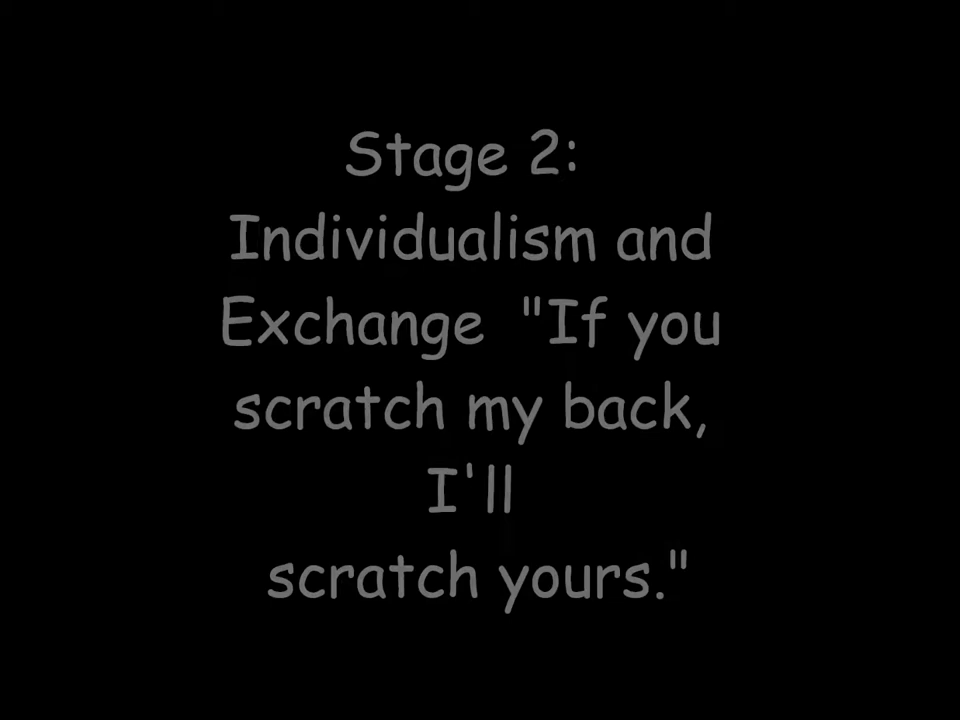 Stage 2:
Individualism and
Exchange  "If you
scratch my back,
I'll
scratch yours."